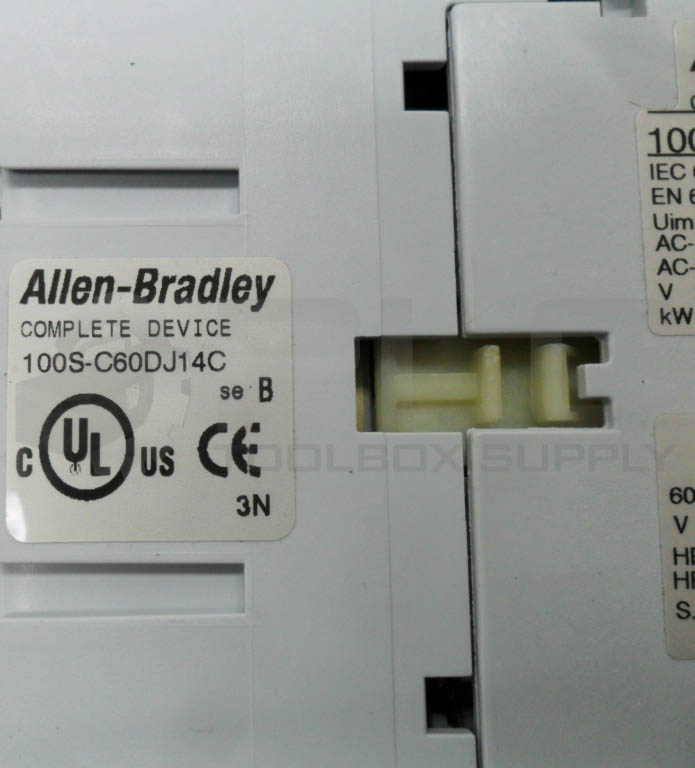 Allen-Bradley
COMPLETE DEVICE
100S-C60DJ14C
se B
C UL US CE
3N
100
IEC
EN 6
Uim
AC-
AC-
V
kW
TOOLBOX SUPPLY
60
V
HP
HP
S.